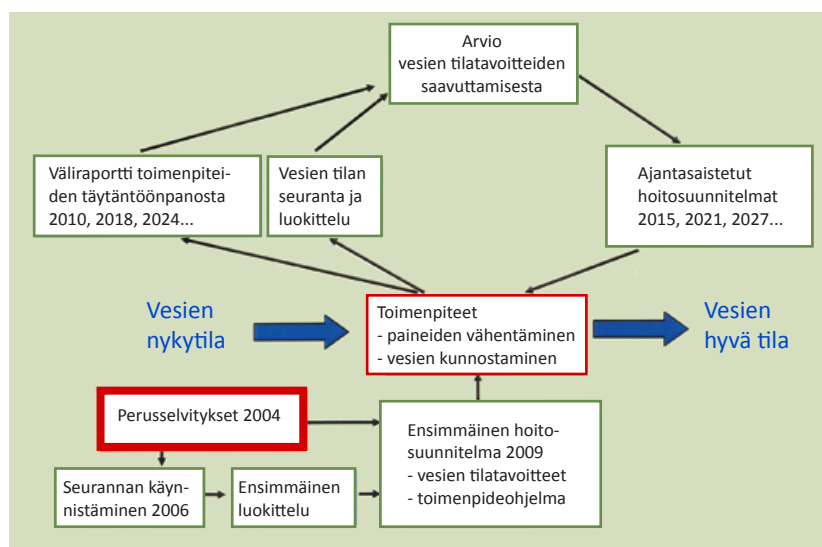 Arvio
vesien tilatavoitteiden
saavuttamisesta
Väliraportti toimenpitei-
den täytäntöönpanosta
2010, 2018, 2024...
Vesien tilan
seuranta ja
luokittelu
Ajantasaistetut
hoitosuunnitelmat
2015, 2021, 2027...
Vesien
nykytila
Toimenpiteet
- paineiden vähentäminen
- vesien kunnostaminen
Vesien
hyvä tila
Perusselvitykset 2004
Ensimmäinen hoito-
suunnitelma 2009
- vesien tilatavoitteet
- toimenpideohjelma
Seurannan käyn-
nistäminen 2006
Ensimmäinen
luokittelu